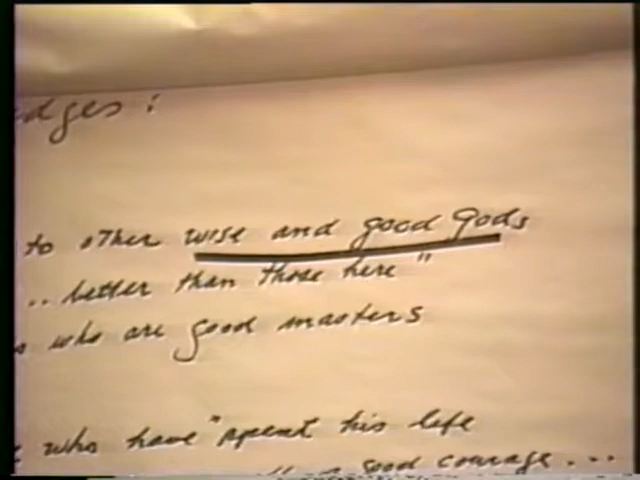 dges :
to other wise and good Gods
.. better than those here"
s who are good masters
who have "spent his life
good courage ...